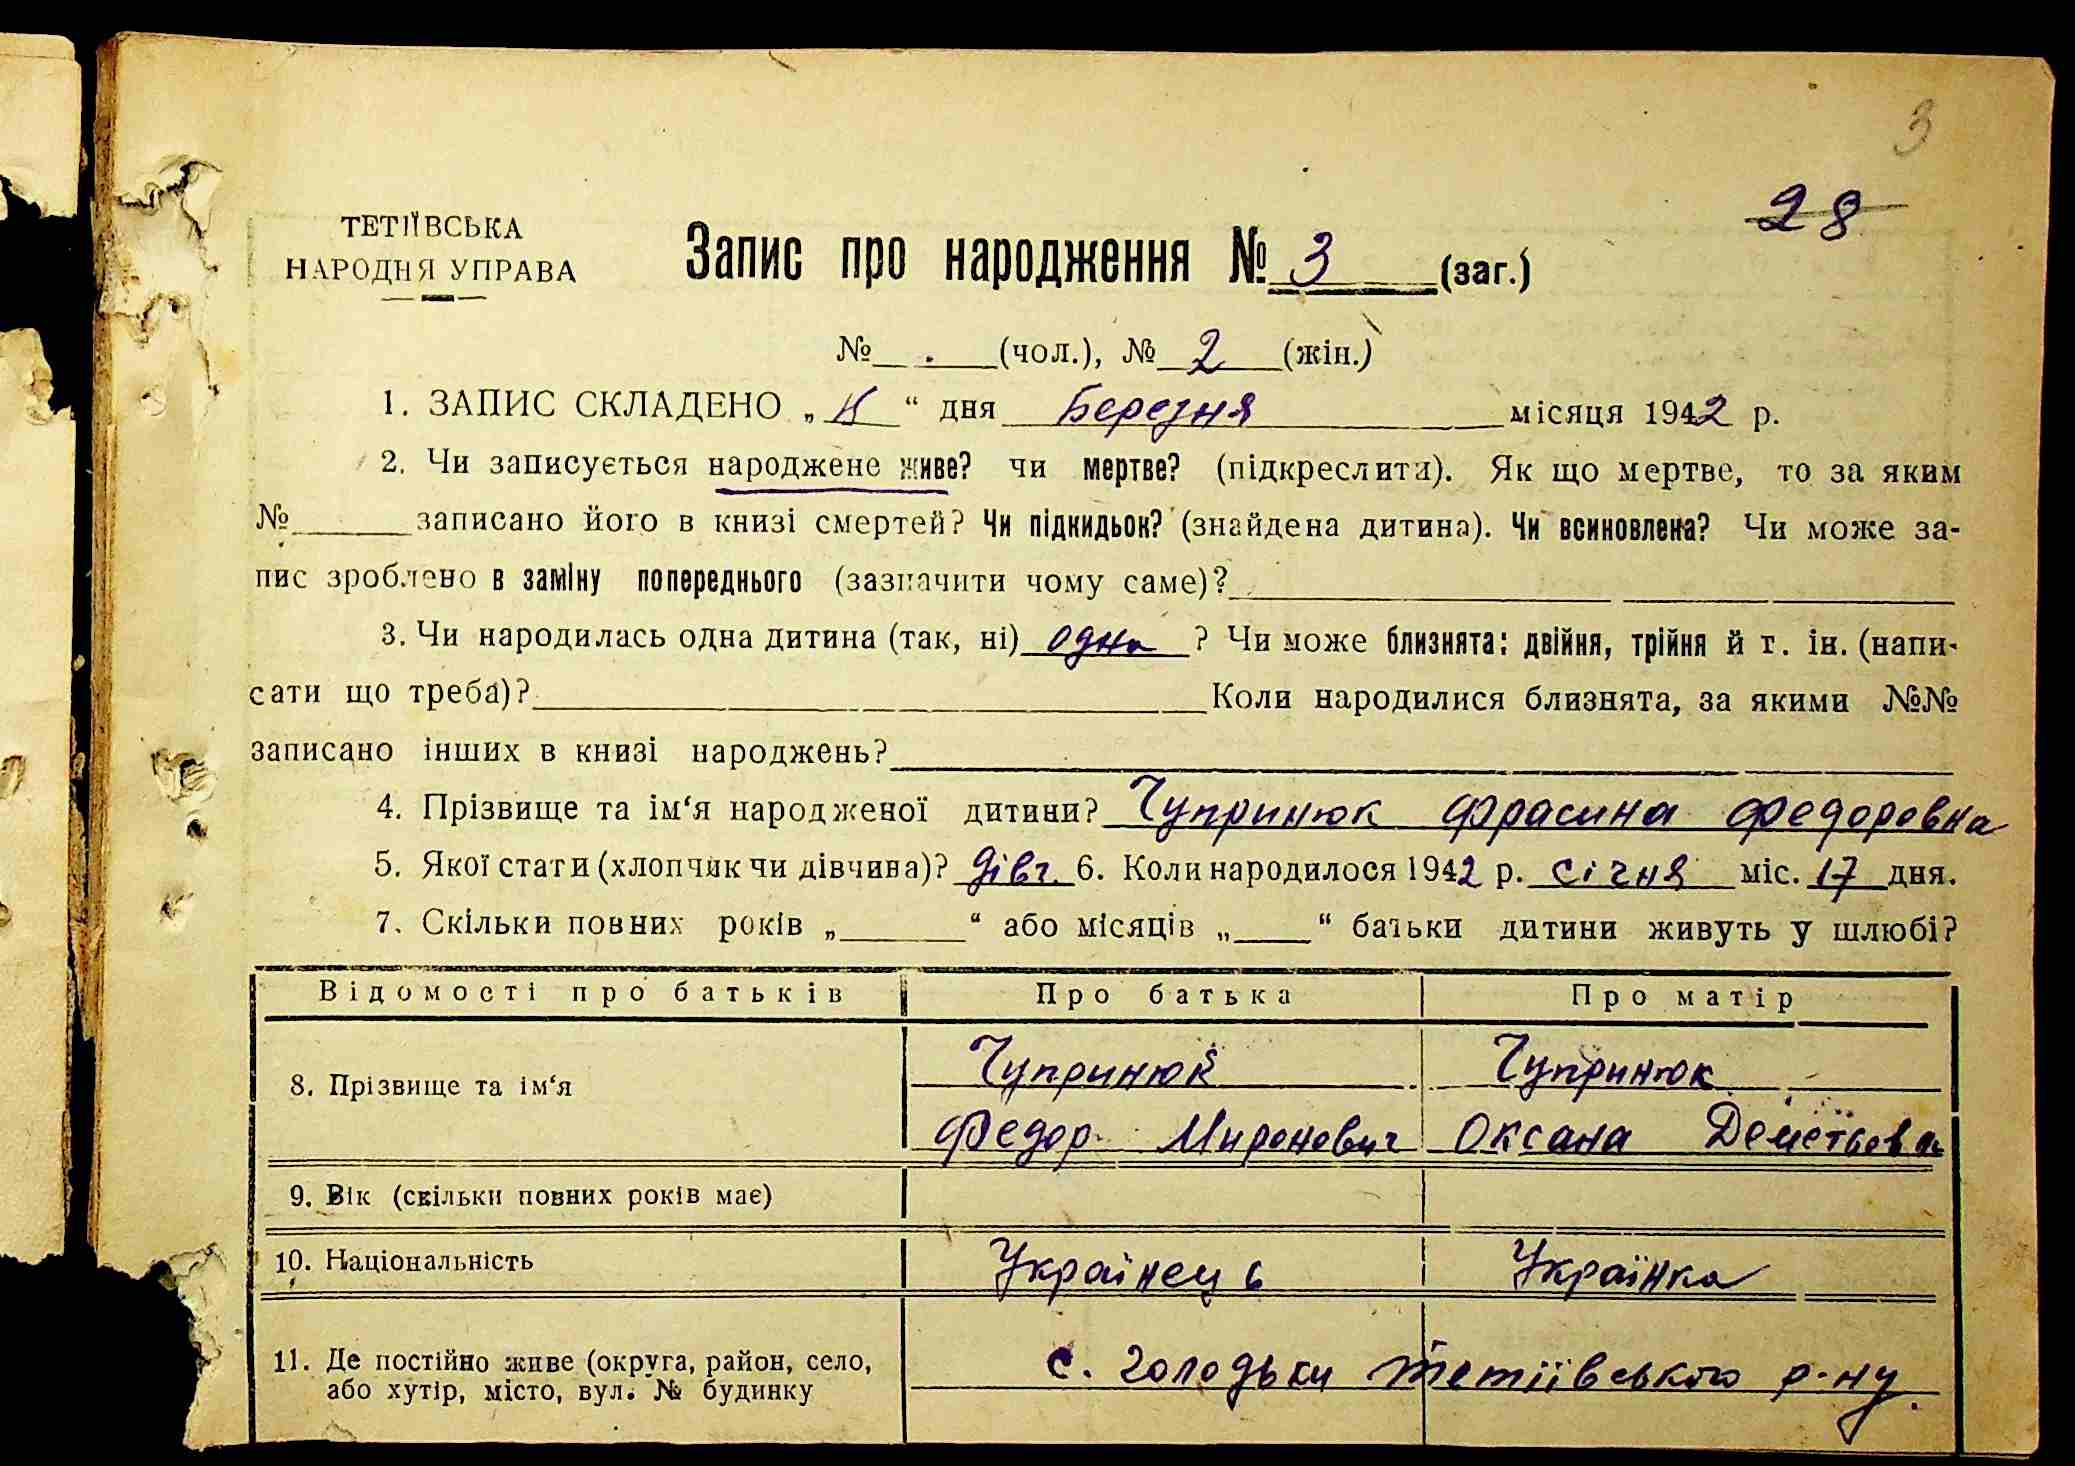 3
28
ТЕТІЇВСЬКА
НАРОДНЯ УПРАВА
Запис про народження № 3 (заг.)
№ . (чол.), № 2 (жін.)
1. ЗАПИС СКЛАДЕНО „ “ дня Березня місяця 1942 р.
2. Чи записується народжене живе? чи мертве? (підкреслити). Як що мертве, то за яким
№ записано його в книзі смертей? Чи підкидьок? (знайдена дитина). Чи всиновлена? Чи може за-
пис зроблено в заміну попереднього (зазначити чому саме)?
3. Чи народилась одна дитина (так, ні) одна ? Чи може близнята: двійня, трійня й т. ін. (напи-
сати що треба)? Коли народилися близнята, за якими №№
записано інших в книзі народжень?
4. Прізвище та ім‘я народженої дитини? Чупринюк Фрасина Федоровна
5. Якої стати (хлопчик чи дівчина)? дівч. 6. Коли народилося 1942 р. січня міс. 17 дня.
7. Скільки повних років „ “ або місяців „ “ батьки дитини живуть у шлюбі?
Відомості про батьків Про батька Про матір
8. Прізвище та ім‘я Чупринюк Чупринюк
Федор Миронович Оксана Деметьевна
9. Вік (скільки повних років має)
10. Національність Українець Українка
11. Де постійно живе (округа, район, село, с. Голодьки Тетіївського р-ну.
або хутір, місто, вул. № будинку